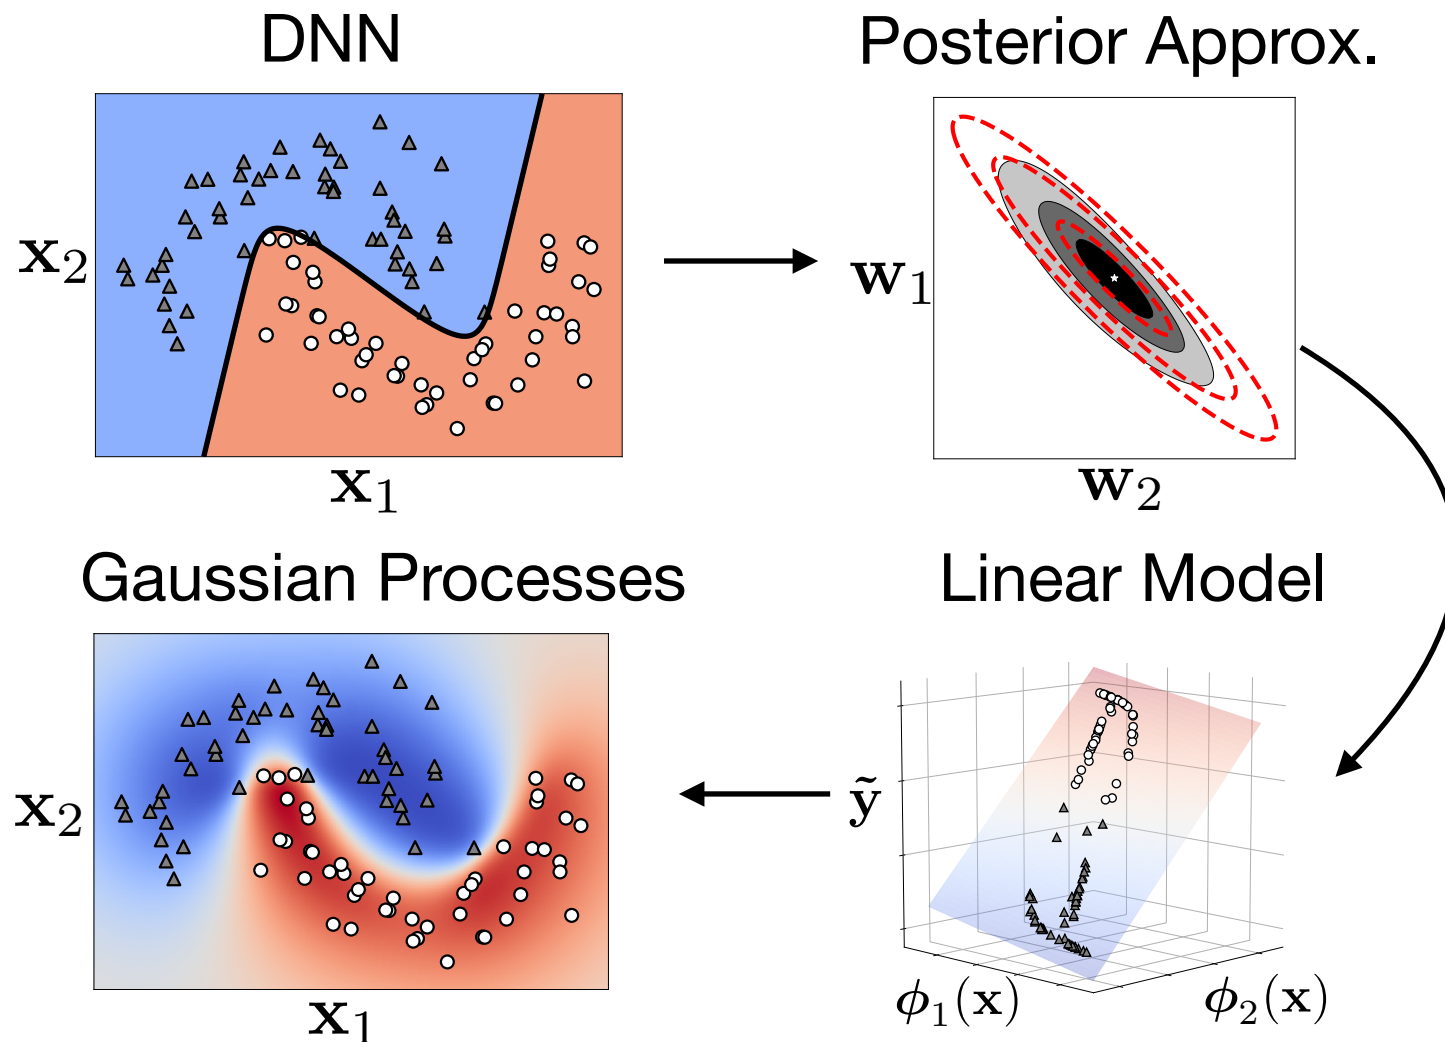 DNN
x₂
x₁
Posterior Approx.
w₁
w₂
Gaussian Processes
x₂
x₁
Linear Model
ỹ
ϕ₁(x)
ϕ₂(x)